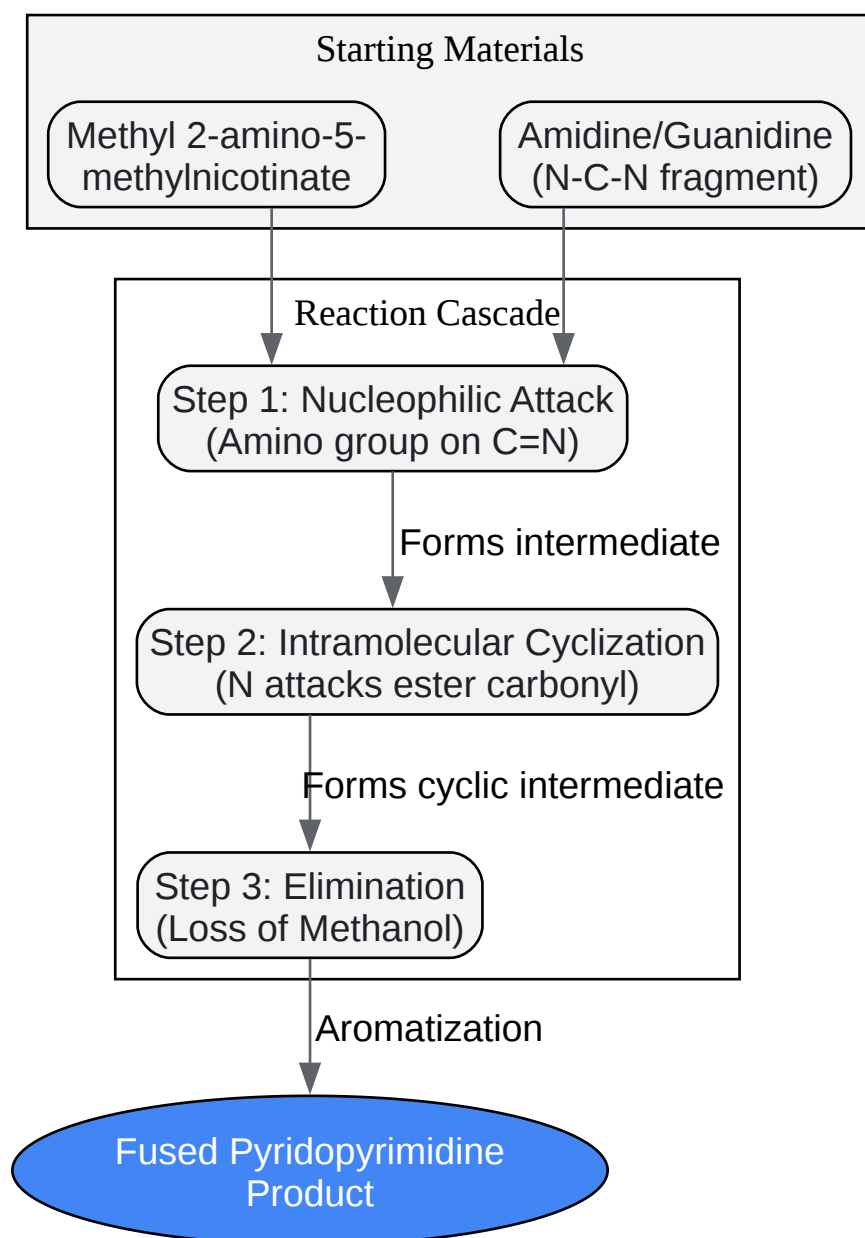 Starting Materials
Methyl 2-amino-5-
methylnicotinate
Amidine/Guanidine
(N-C-N fragment)
Reaction Cascade
Step 1: Nucleophilic Attack
(Amino group on C=N)
Forms intermediate
Step 2: Intramolecular Cyclization
(N attacks ester carbonyl)
Forms cyclic intermediate
Step 3: Elimination
(Loss of Methanol)
Aromatization
Fused Pyridopyrimidine
Product